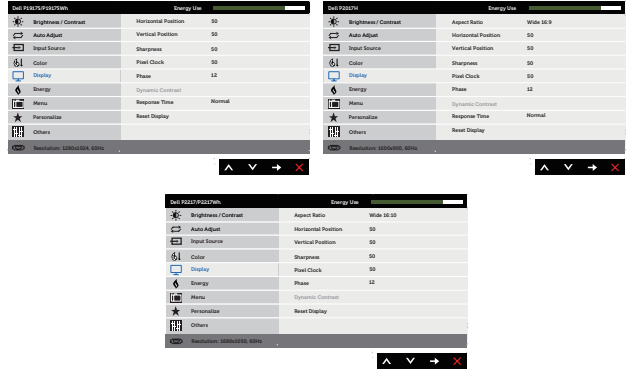 Dell P1917S/P1917SWh Energy Use
Brightness / Contrast Horizontal Position 50
Auto Adjust Vertical Position 50
Input Source Sharpness 50
Color Pixel Clock 50
Display Phase 12
Energy Dynamic Contrast
Menu Response Time Normal
Personalize Reset Display
Others
Resolution: 1280x1024, 60Hz
Dell P2017H Energy Use
Brightness / Contrast Aspect Ratio Wide 16:9
Auto Adjust Horizontal Position 50
Input Source Vertical Position 50
Color Sharpness 50
Display Pixel Clock 50
Energy Phase 12
Menu Dynamic Contrast
Personalize Response Time Normal
Others Reset Display
Resolution: 1600x900, 60Hz
Dell P2217/P2217Wh Energy Use
Brightness / Contrast Aspect Ratio Wide 16:10
Auto Adjust Horizontal Position 50
Input Source Vertical Position 50
Color Sharpness 50
Display Pixel Clock 50
Energy Phase 12
Menu Dynamic Contrast
Personalize Reset Display
Others
Resolution: 1680x1050, 60Hz